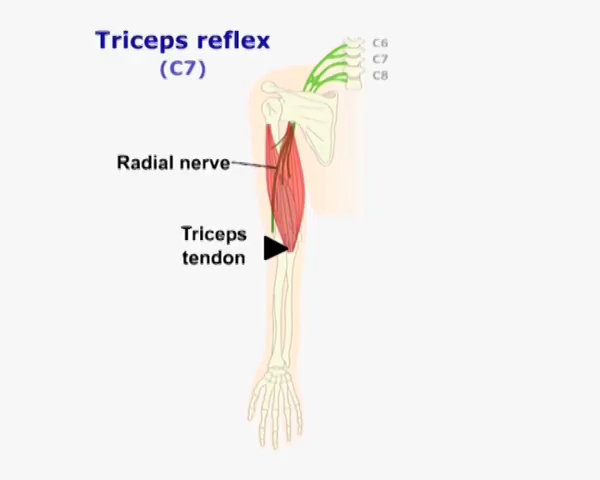 Triceps reflex
(C7)
C6
C7
C8
Radial nerve
Triceps
tendon